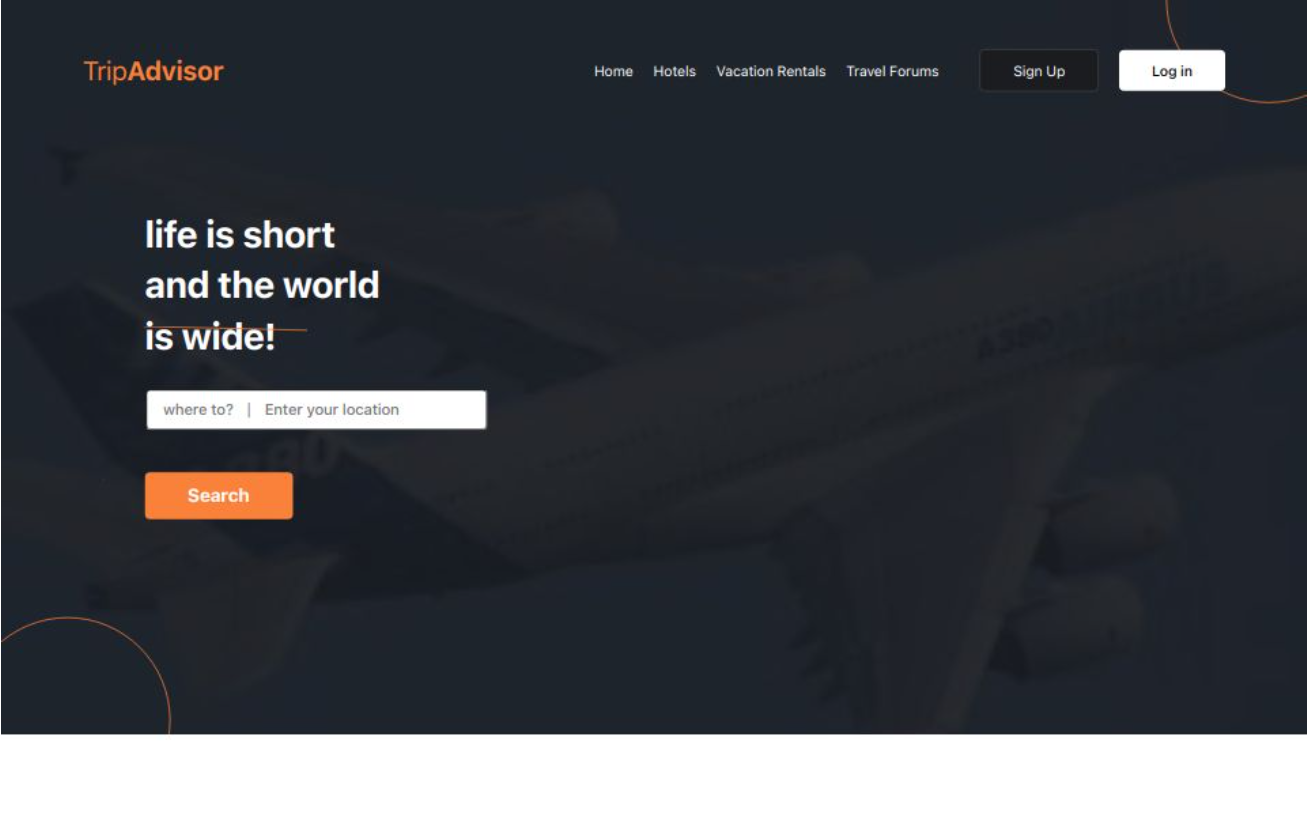 TripAdvisor
Home Hotels Vacation Rentals Travel Forums Sign Up Log in
life is short
and the world
is wide!
where to? | Enter your location
Search
A380